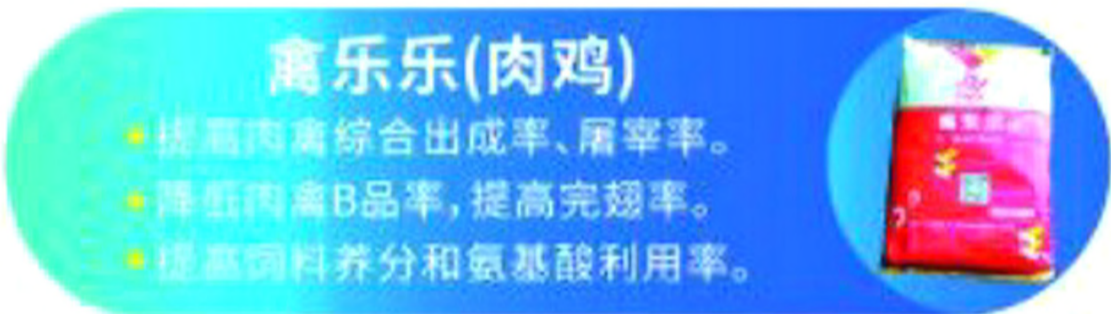 禽乐乐(肉鸡)
提高肉禽综合出成率、屠宰率。
降低肉禽B品率,提高完翅率。
提高饲料养分和氨基酸利用率。